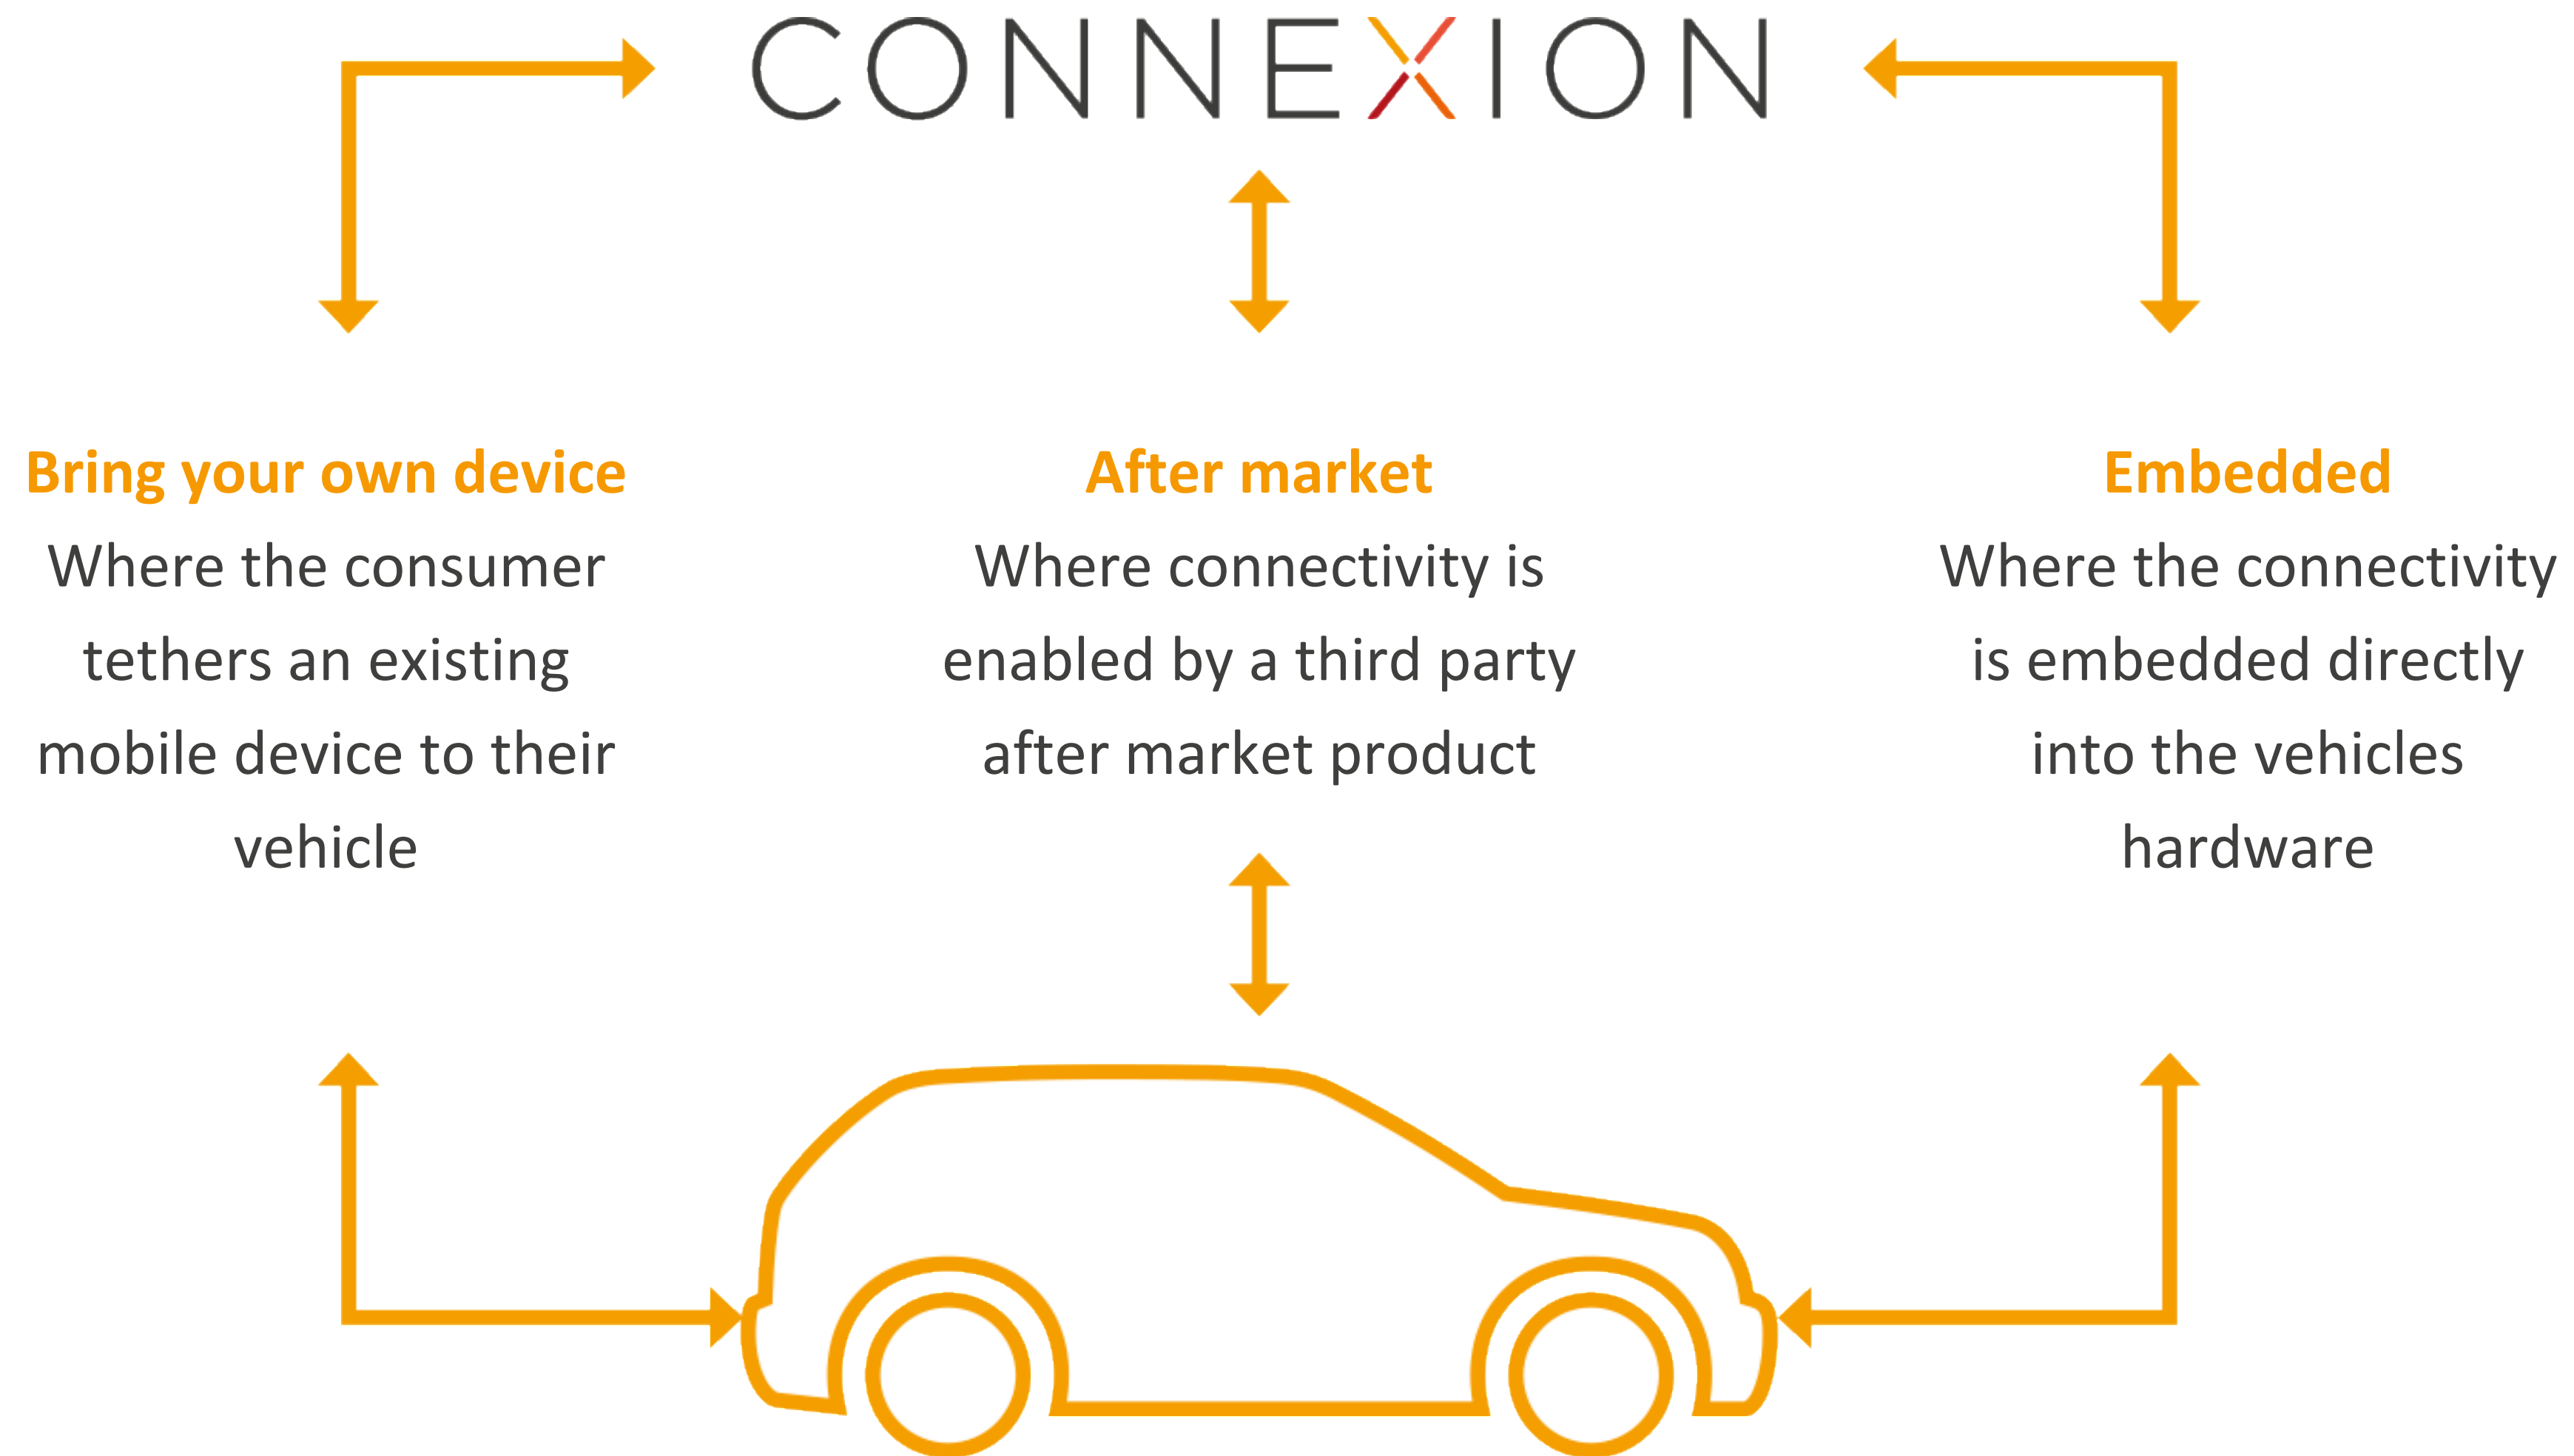 CONNEXION
Bring your own device
Where the consumer
tethers an existing
mobile device to their
vehicle
After market
Where connectivity is
enabled by a third party
after market product
Embedded
Where the connectivity
is embedded directly
into the vehicles
hardware